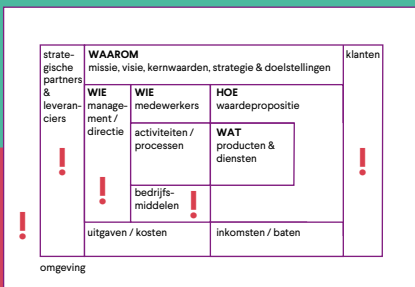 strate-
gische
partners
&
leveran-
ciers
WAAROM
missie, visie, kernwaarden, strategie & doelstellingen
klanten
WIE
manage-
ment /
directie
WIE
medewerkers
HOE
waardepropositie
activiteiten /
processen
WAT
producten &
diensten
bedrijfs-
middelen
!
!
!
!
!
uitgaven / kosten
inkomsten / baten
omgeving